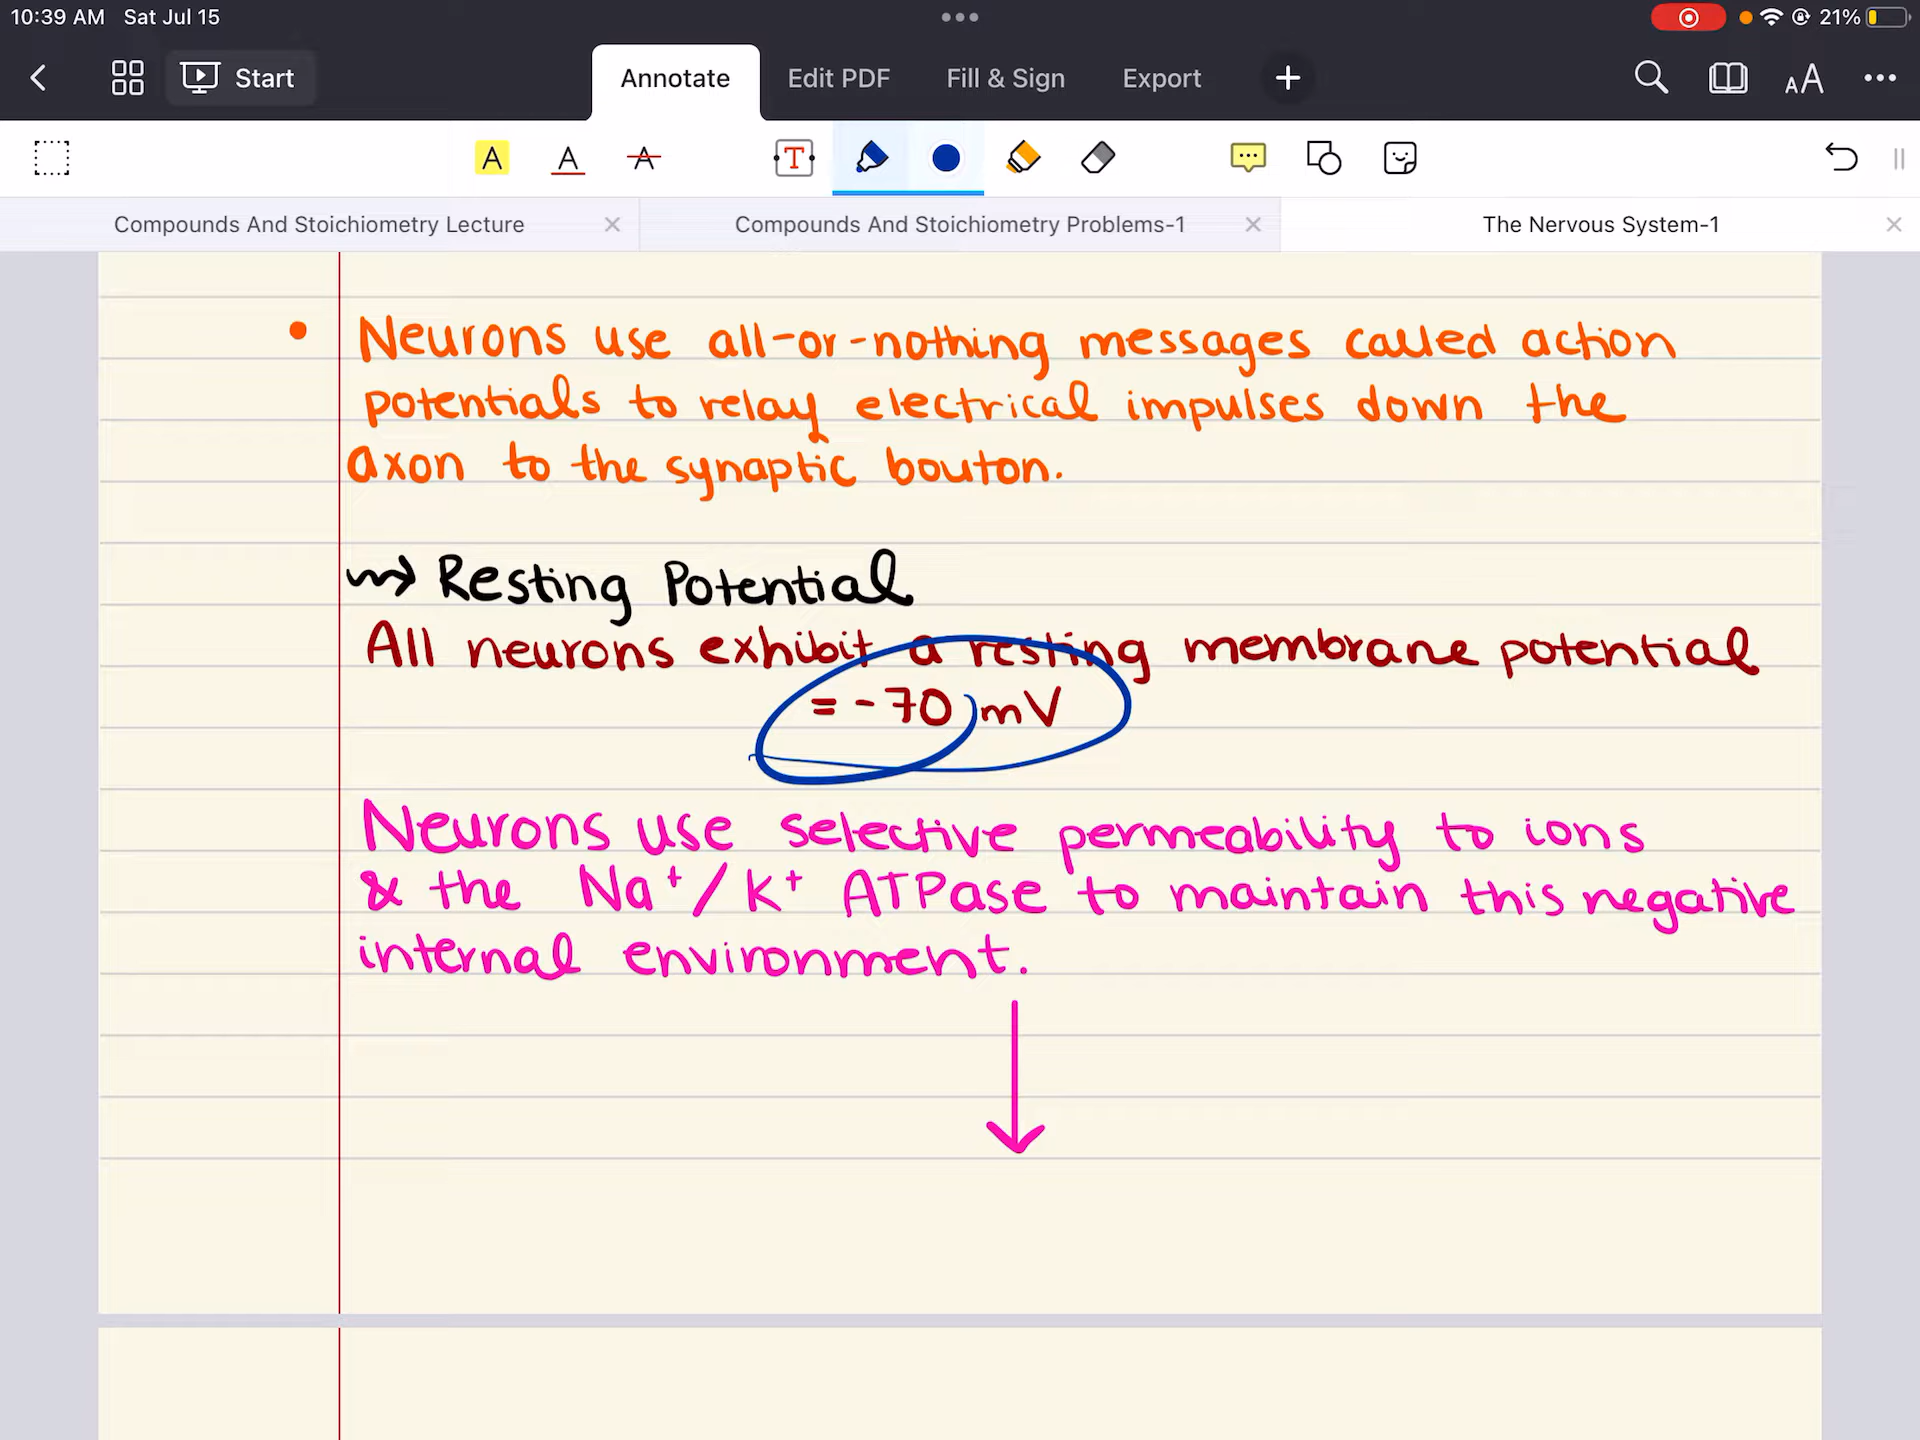 10:39 AM Sat Jul 15
21%
Start
Annotate
Edit PDF
Fill & Sign
Export
AA
A
A
A
T
Compounds And Stoichiometry Lecture
Compounds And Stoichiometry Problems-1
The Nervous System-1
• Neurons use all-or-nothing messages called action
potentials to relay electrical impulses down the
axon to the synaptic bouton.
Resting Potential
All neurons exhibit a resting membrane potential
= -70 mV
Neurons use selective permeability to ions
& the Na⁺/K⁺ ATPase to maintain this negative
internal environment.